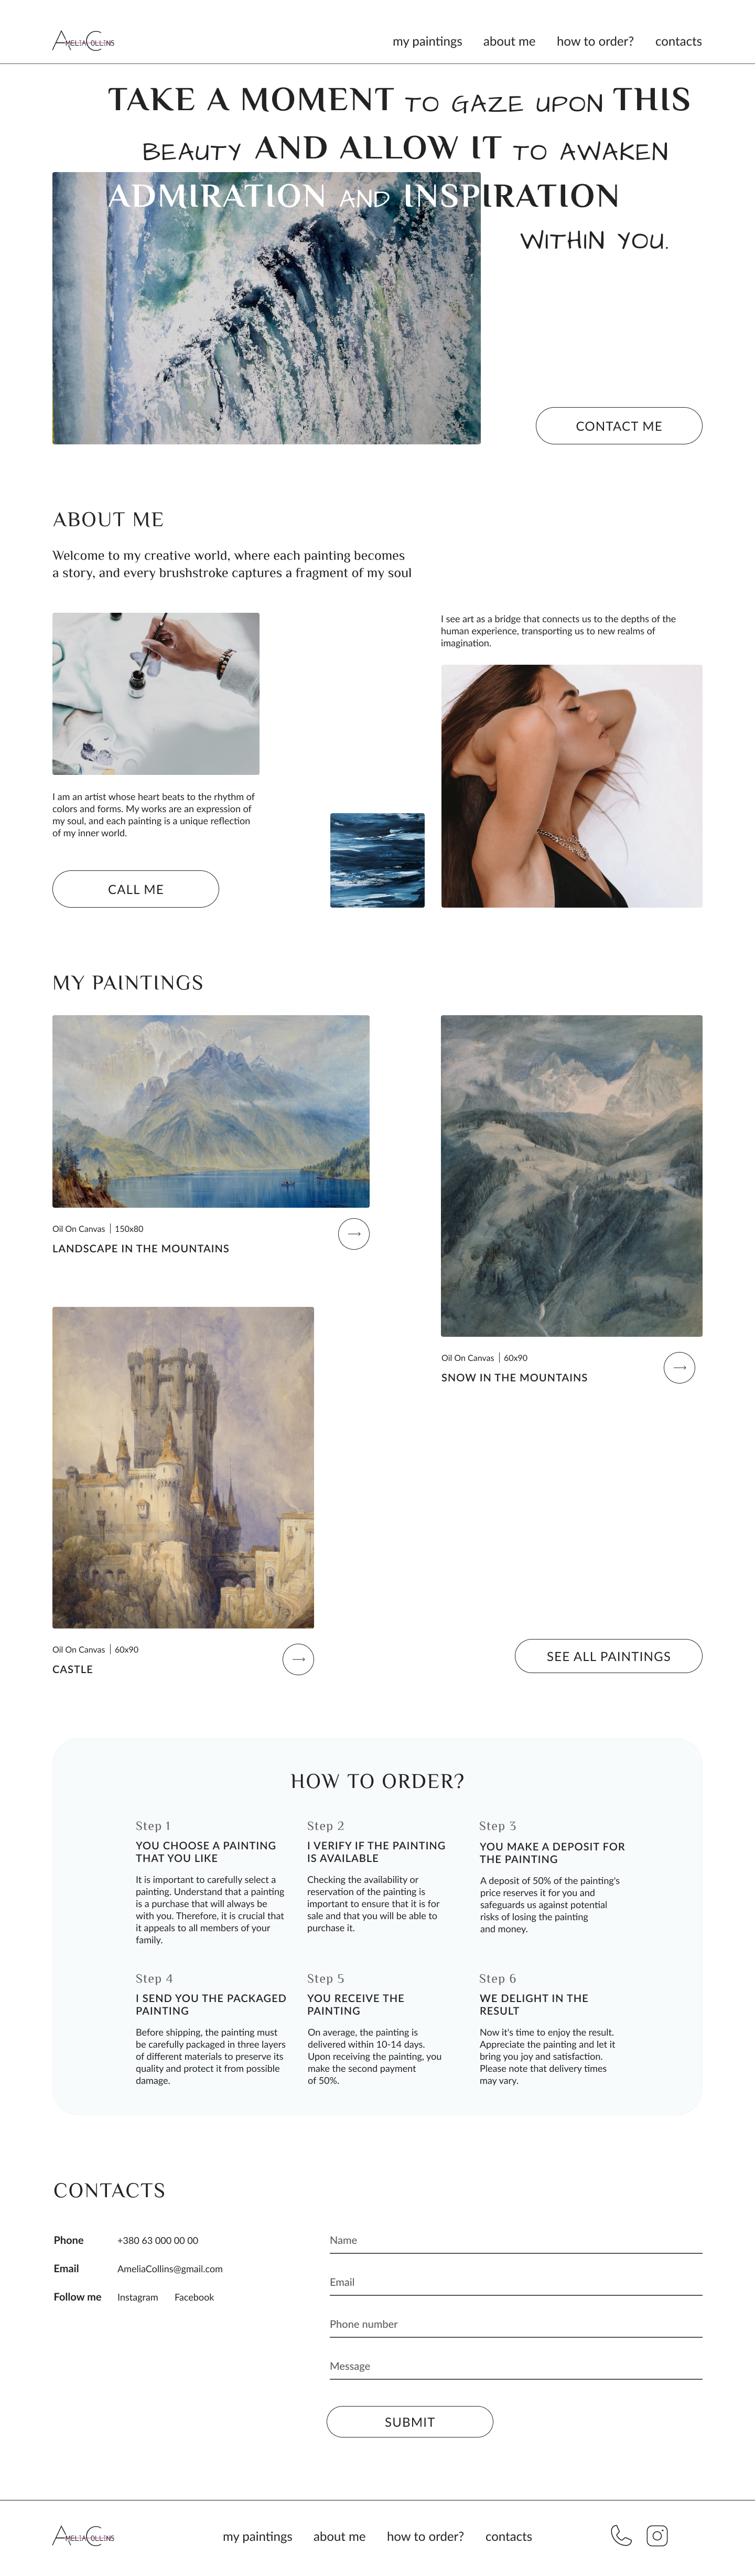 AMELIA COLLINS
my paintings about me how to order? contacts
TAKE A MOMENT TO GAZE UPON THIS
BEAUTY AND ALLOW IT TO AWAKEN
ADMIRATION AND INSPIRATION
WITHIN YOU.
CONTACT ME
ABOUT ME
Welcome to my creative world, where each painting becomes
a story, and every brushstroke captures a fragment of my soul
I see art as a bridge that connects us to the depths of the
human experience, transporting us to new realms of
imagination.
I am an artist whose heart beats to the rhythm of
colors and forms. My works are an expression of
my soul, and each painting is a unique reflection
of my inner world.
CALL ME
MY PAINTINGS
Oil On Canvas | 150x80
LANDSCAPE IN THE MOUNTAINS
Oil On Canvas | 60x90
SNOW IN THE MOUNTAINS
Oil On Canvas | 60x90
CASTLE
SEE ALL PAINTINGS
HOW TO ORDER?
Step 1
YOU CHOOSE A PAINTING
THAT YOU LIKE
It is important to carefully select a
painting. Understand that a painting
is a purchase that will always be
with you. Therefore, it is crucial that
it appeals to all members of your
family.
Step 2
I VERIFY IF THE PAINTING
IS AVAILABLE
Checking the availability or
reservation of the painting is
important to ensure that it is for
sale and that you will be able to
purchase it.
Step 3
YOU MAKE A DEPOSIT FOR
THE PAINTING
A deposit of 50% of the painting's
price reserves it for you and
safeguards us against potential
risks of losing the painting
and money.
Step 4
I SEND YOU THE PACKAGED
PAINTING
Before shipping, the painting must
be carefully packaged in three layers
of different materials to preserve its
quality and protect it from possible
damage.
Step 5
YOU RECEIVE THE
PAINTING
On average, the painting is
delivered within 10-14 days.
Upon receiving the painting, you
make the second payment
of 50%.
Step 6
WE DELIGHT IN THE
RESULT
Now it's time to enjoy the result.
Appreciate the painting and let it
bring you joy and satisfaction.
Please note that delivery times
may vary.
CONTACTS
Phone +380 63 000 00 00
Email AmeliaCollins@gmail.com
Follow me Instagram Facebook
Name
Email
Phone number
Message
SUBMIT
AMELIA COLLINS
my paintings about me how to order? contacts